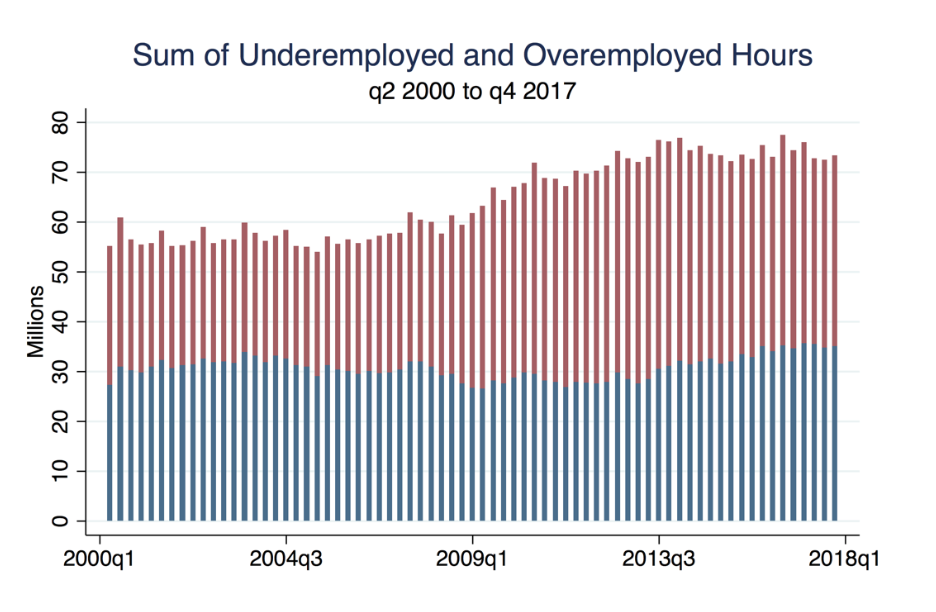 Sum of Underemployed and Overemployed Hours
q2 2000 to q4 2017
Millions
80
70
60
50
40
30
20
10
0
2000q1
2004q3
2009q1
2013q3
2018q1